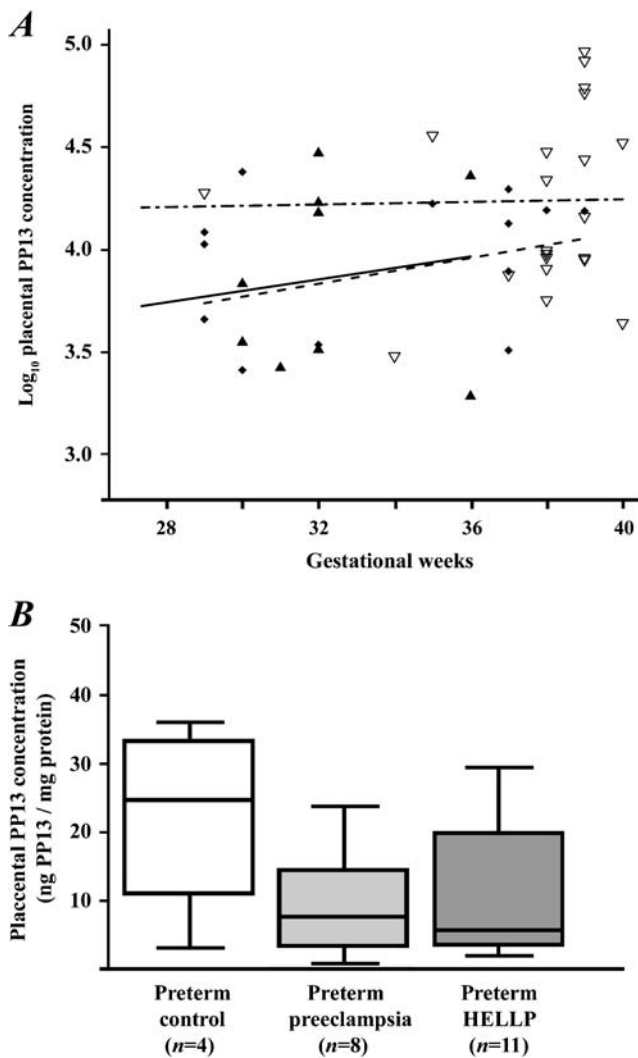 A
Log10 placental PP13 concentration
5.0
4.5
4.0
3.5
3.0
28 32 36 40
Gestational weeks
B
Placcental PP13 concentration
(ng PP13 / mg protein)
50
40
30
20
10
Preterm Preterm Preterm
control preeclampsia HELLP
(n=4) (n=8) (n=11)